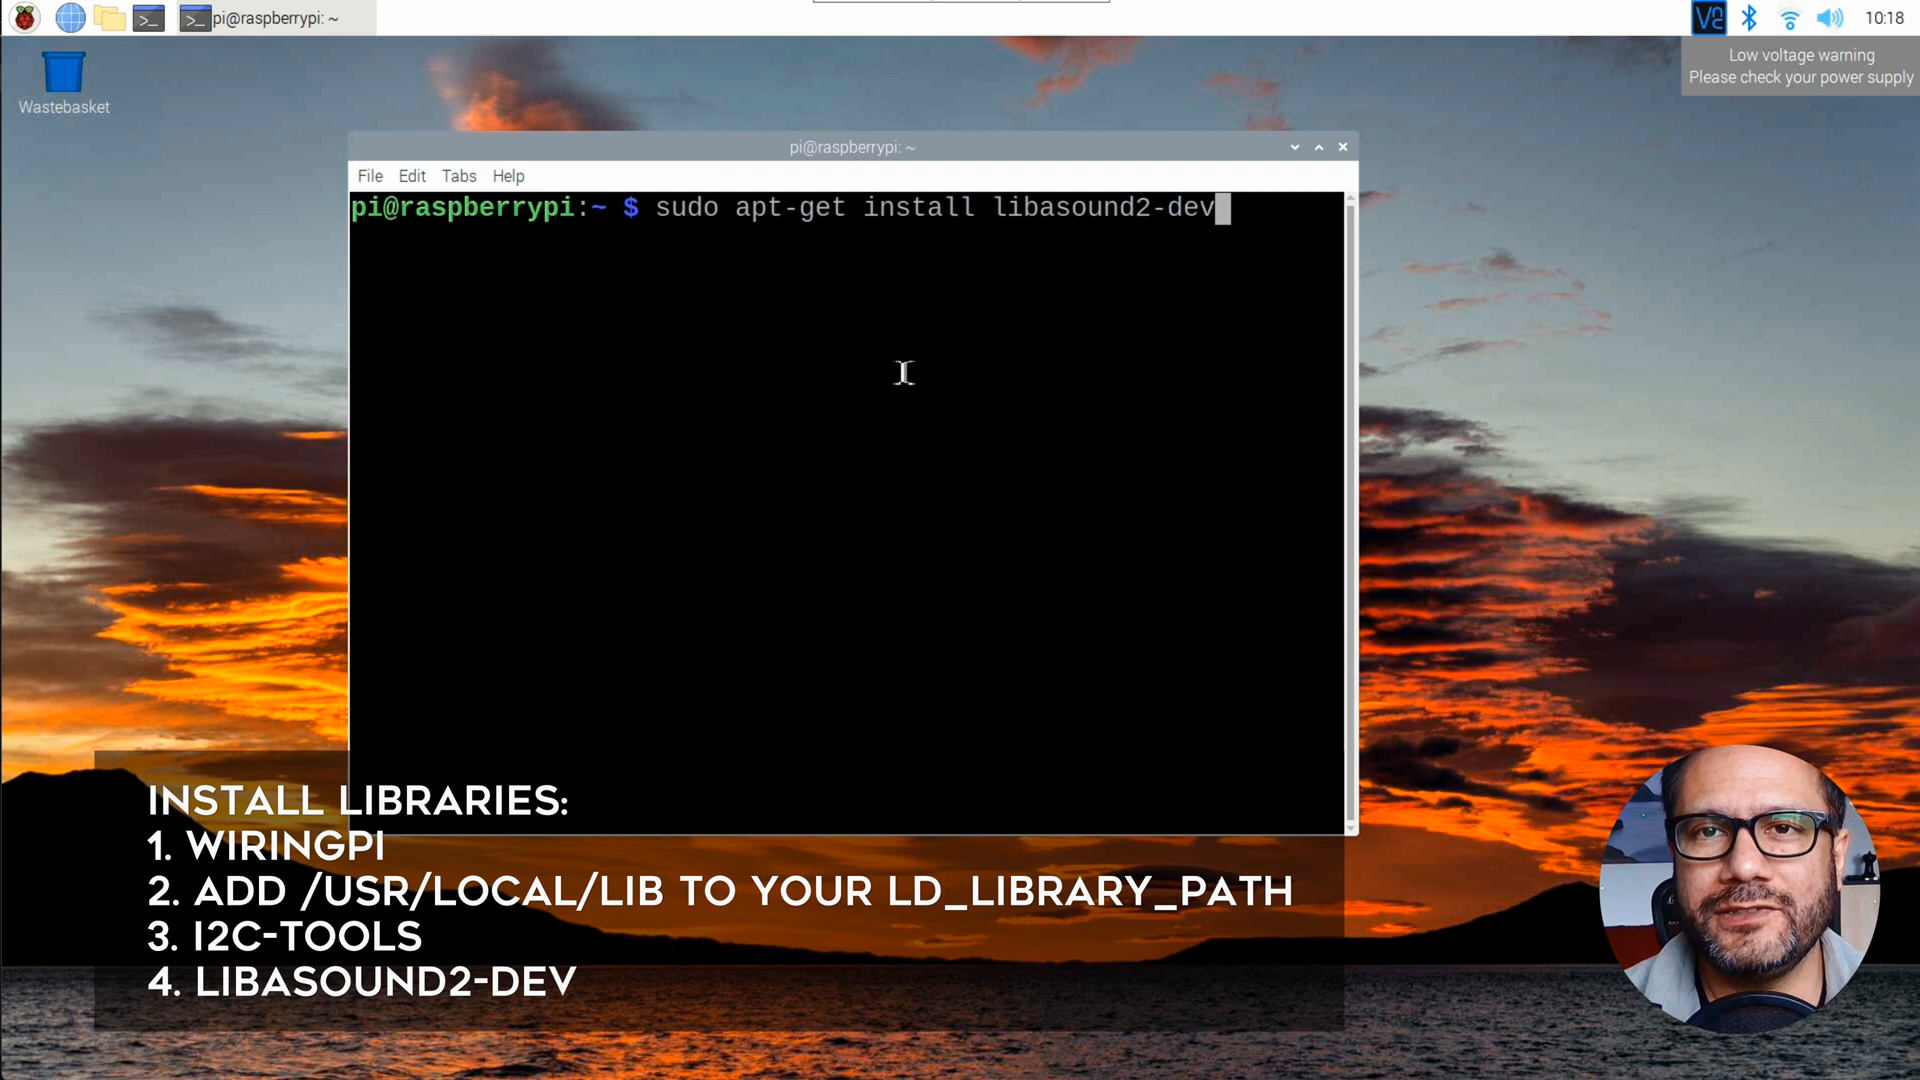 pi@raspberrypi: ~
10:18
Low voltage warning
Please check your power supply
Wastebasket
pi@raspberrypi: ~
File Edit Tabs Help
pi@raspberrypi:~ $ sudo apt-get install libasound2-dev
INSTALL LIBRARIES:
1. WIRINGPI
2. ADD /USR/LOCAL/LIB TO YOUR LD_LIBRARY_PATH
3. I2C-TOOLS
4. LIBASOUND2-DEV